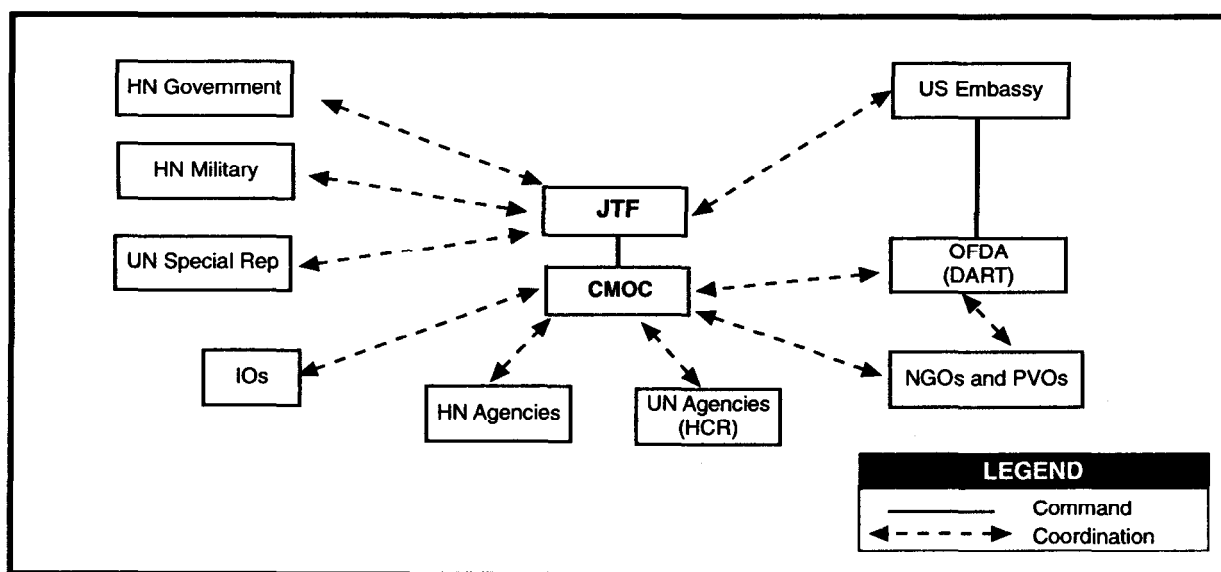 HN Government
US Embassy
HN Military
JTF
UN Special Rep
OFDA
(DART)
CMOC
IOs
NGOs and PVOs
HN Agencies
UN Agencies
(HCR)
LEGEND
Command
Coordination